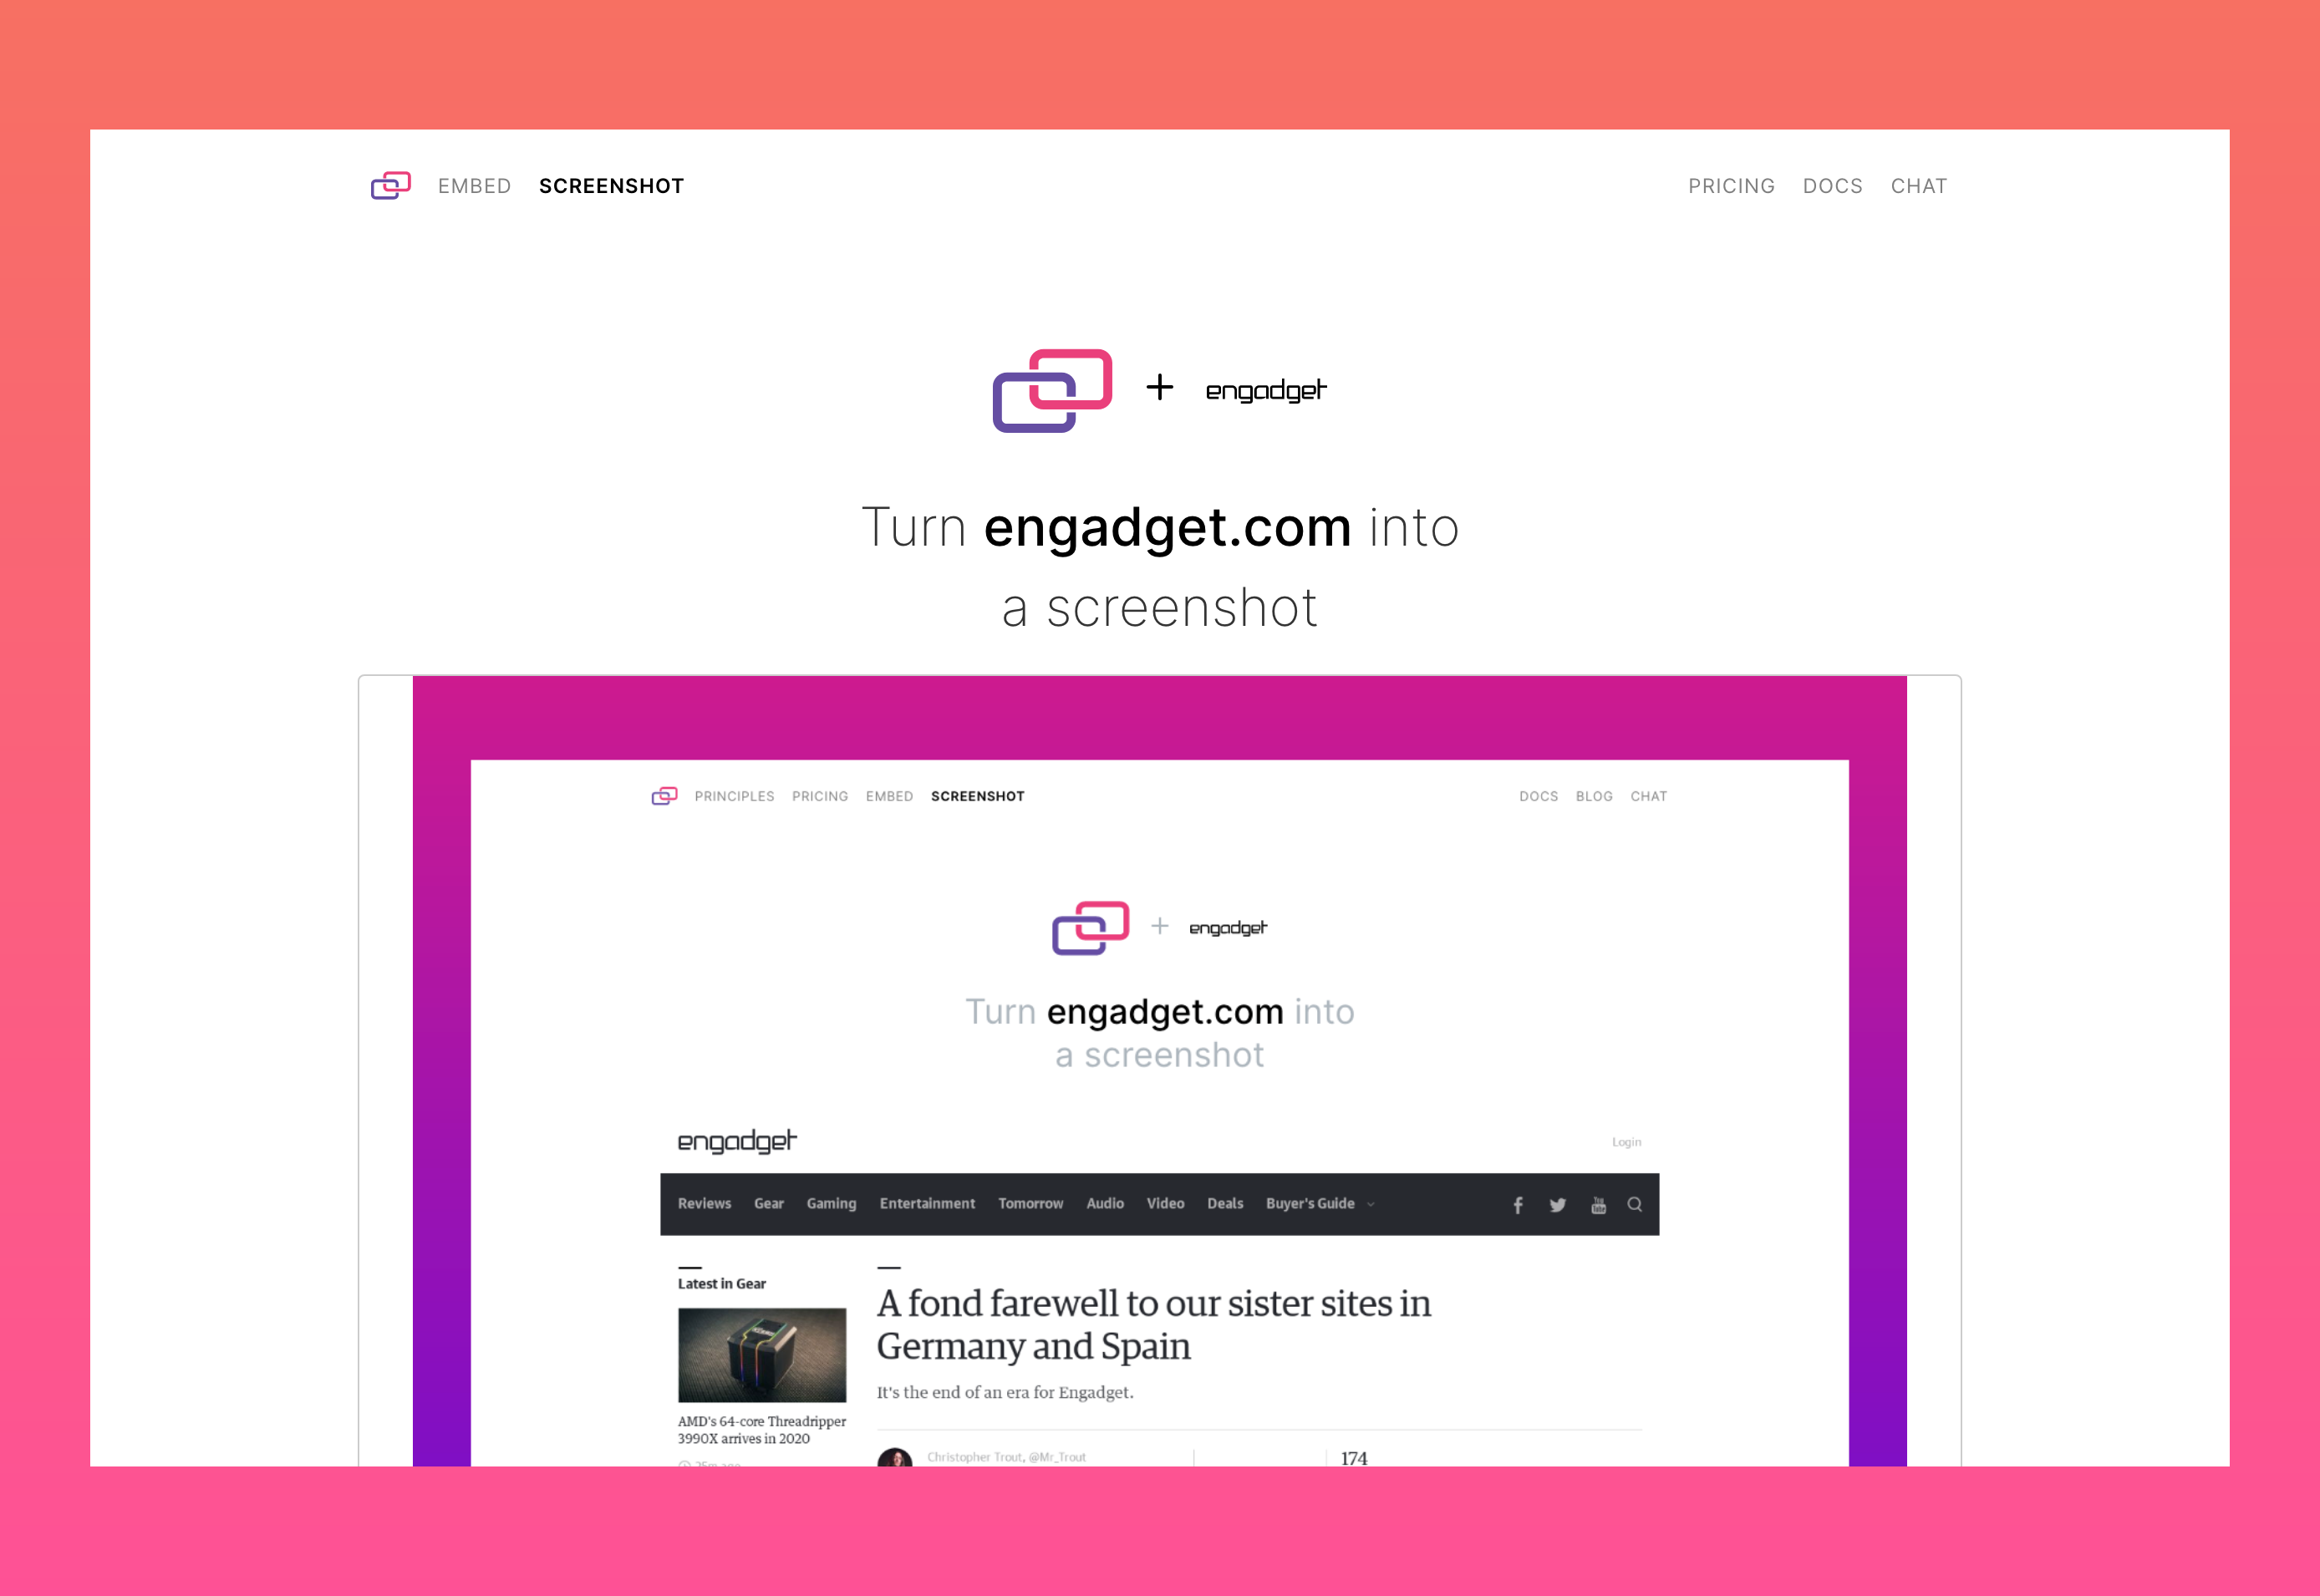 EMBED SCREENSHOT PRICING DOCS CHAT
+ engadget
Turn engadget.com into
a screenshot
PRINCIPLES PRICING EMBED SCREENSHOT DOCS BLOG CHAT
+ engadget
Turn engadget.com into
a screenshot
engadget Login
Reviews Gear Gaming Entertainment Tomorrow Audio Video Deals Buyer's Guide
Latest in Gear
A fond farewell to our sister sites in
Germany and Spain
It's the end of an era for Engadget.
AMD's 64-core Threadripper
3990X arrives in 2020
Christopher Trout, @Mr_Trout
174